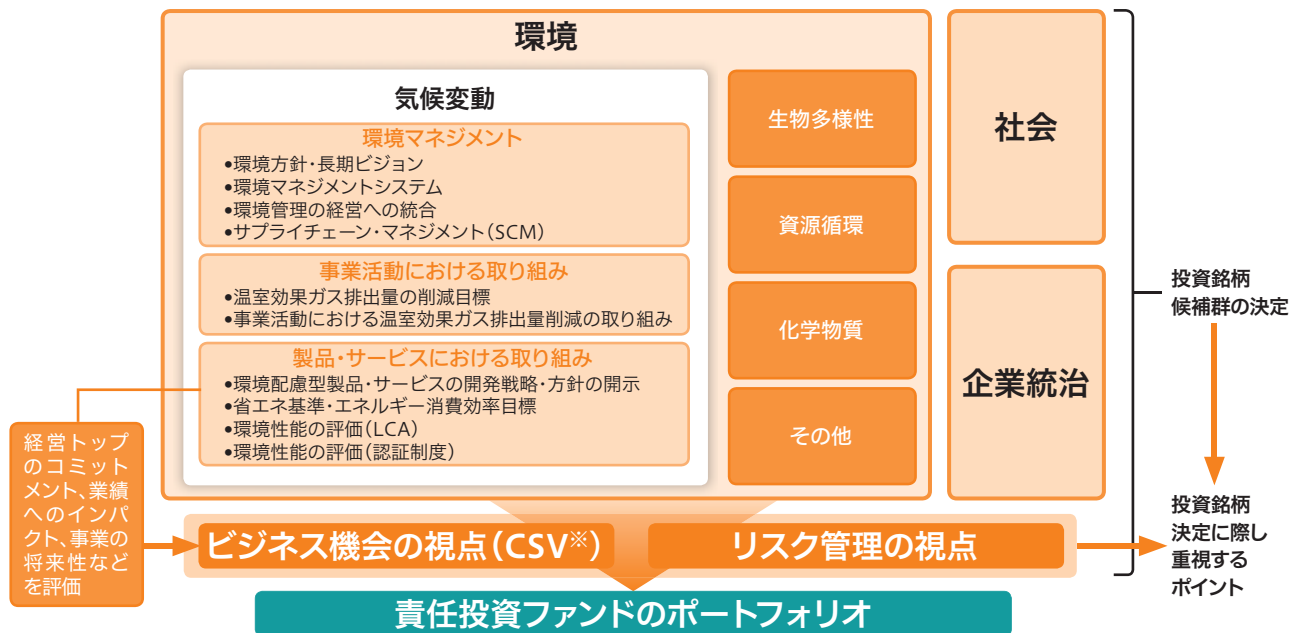 環境
気候変動
環境マネジメント
•環境方針・長期ビジョン
•環境マネジメントシステム
•環境管理の経営への統合
•サプライチェーン・マネジメント(SCM)
事業活動における取り組み
•温室効果ガス排出量の削減目標
•事業活動における温室効果ガス排出量削減の取り組み
製品・サービスにおける取り組み
•環境配慮型製品・サービスの開発戦略・方針の開示
•省エネ基準・エネルギー消費効率目標
•環境性能の評価(LCA)
•環境性能の評価(認証制度)
生物多様性
資源循環
化学物質
その他
社会
企業統治
投資銘柄
候補群の決定
経営トップ
のコミット
メント、業績
へのインパ
クト、事業の
将来性など
を評価
ビジネス機会の視点(CSV※)
リスク管理の視点
投資銘柄
決定に際し
重視する
ポイント
責任投資ファンドのポートフォリオ